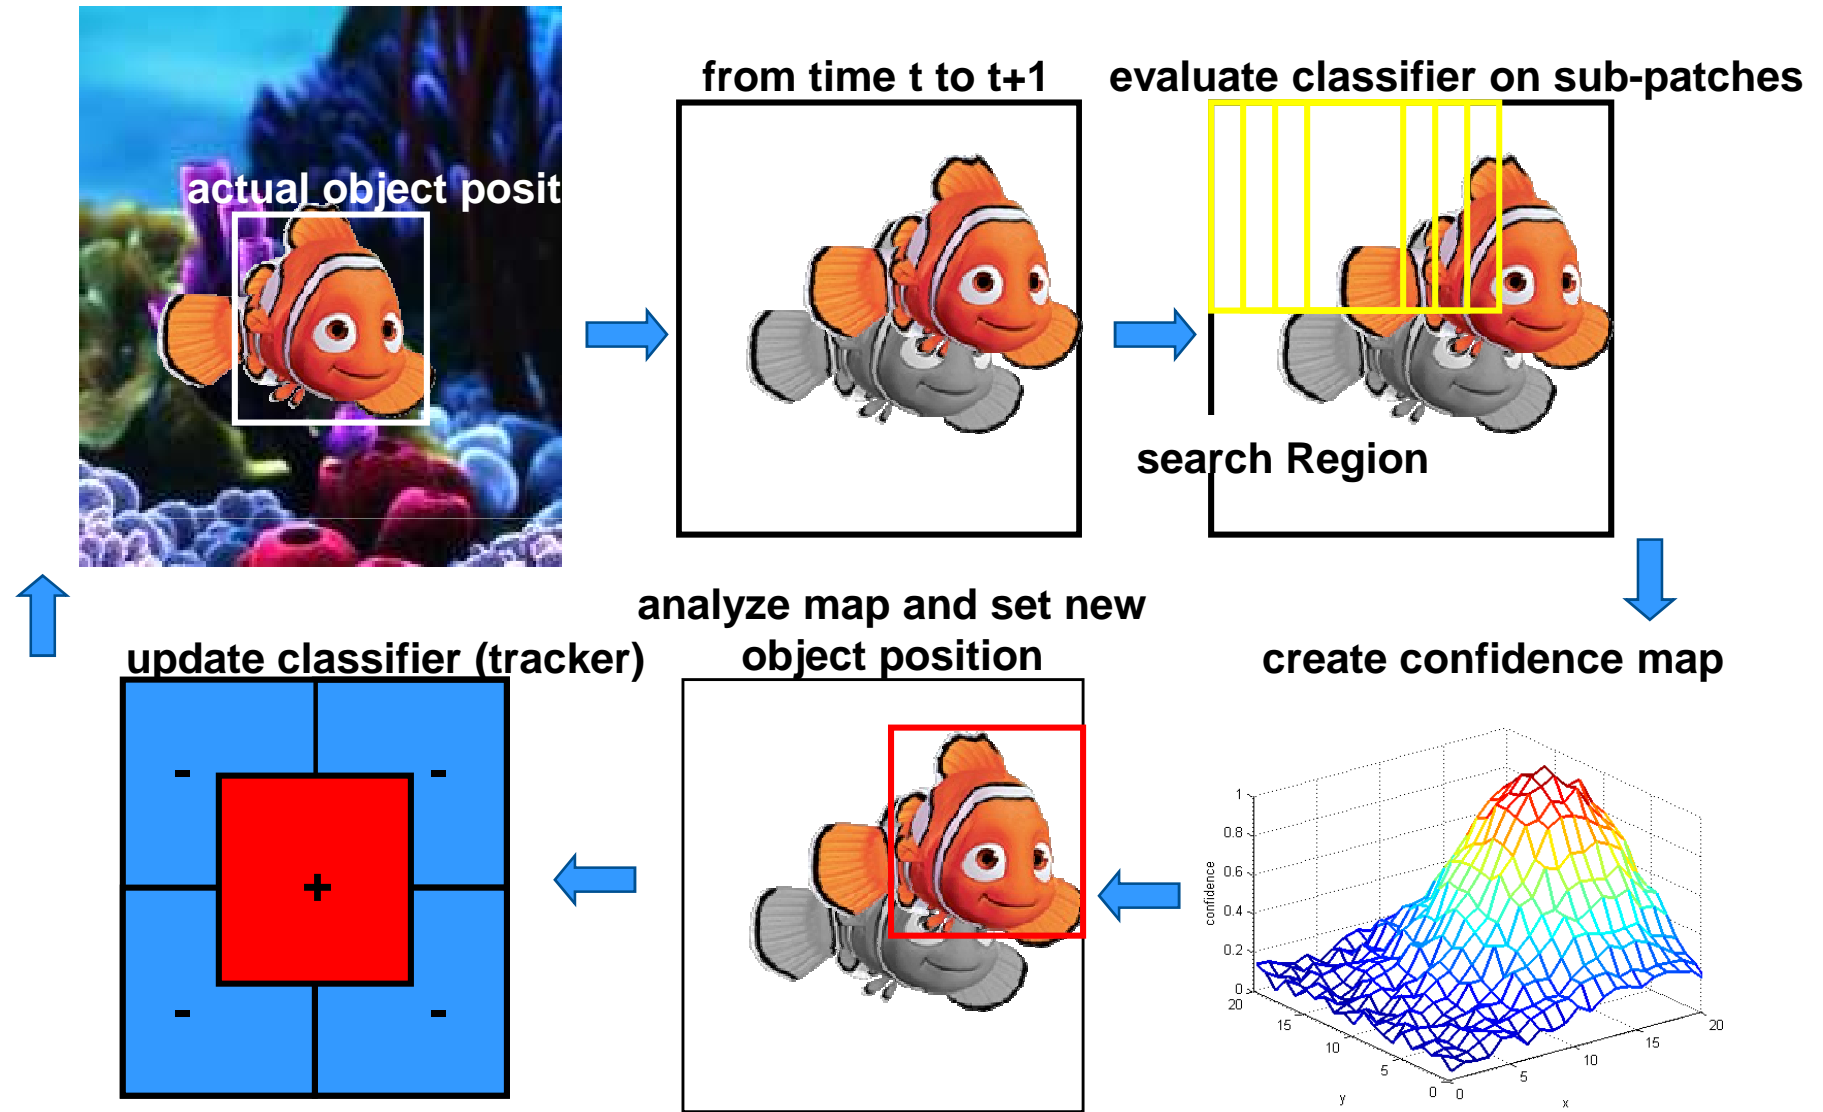 from time t to t+1
evaluate classifier on sub-patches
actual object posit
search Region
analyze map and set new
object position
update classifier (tracker)
create confidence map
-
-
+
-
-
1
0.8
0.6
0.4
0.2
0
confidence
20
15
10
5
0
y
0
5
10
15
20
x